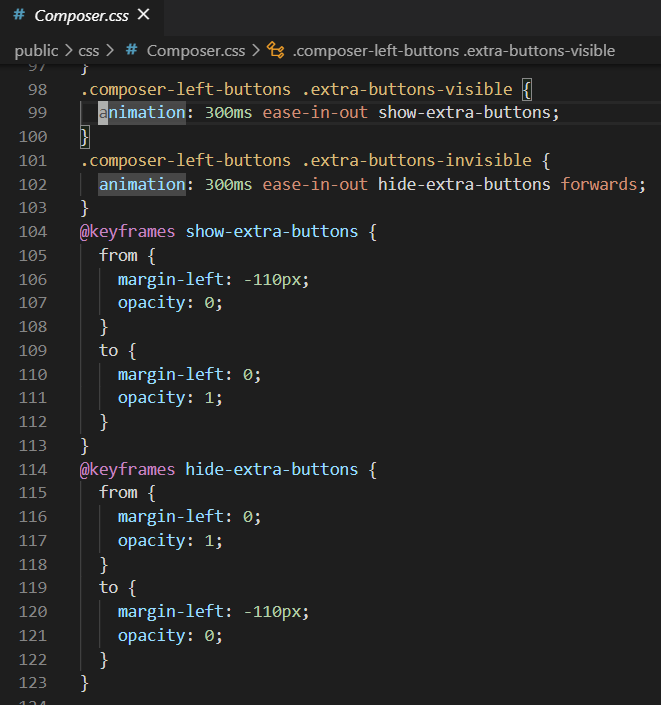 # Composer.css ×
public > css > # Composer.css > .composer-left-buttons .extra-buttons-visible
97 }
98 .composer-left-buttons .extra-buttons-visible {
99   animation: 300ms ease-in-out show-extra-buttons;
100 }
101 .composer-left-buttons .extra-buttons-invisible {
102   animation: 300ms ease-in-out hide-extra-buttons forwards;
103 }
104 @keyframes show-extra-buttons {
105   from {
106     margin-left: -110px;
107     opacity: 0;
108   }
109   to {
110     margin-left: 0;
111     opacity: 1;
112   }
113 }
114 @keyframes hide-extra-buttons {
115   from {
116     margin-left: 0;
117     opacity: 1;
118   }
119   to {
120     margin-left: -110px;
121     opacity: 0;
122   }
123 }